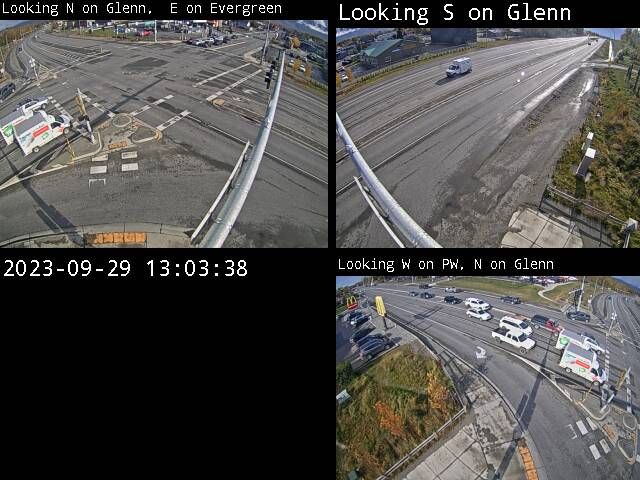 Looking N on Glenn, E on Evergreen
Looking S on Glenn
2023-09-29 13:03:38
Looking W on PW, N on Glenn